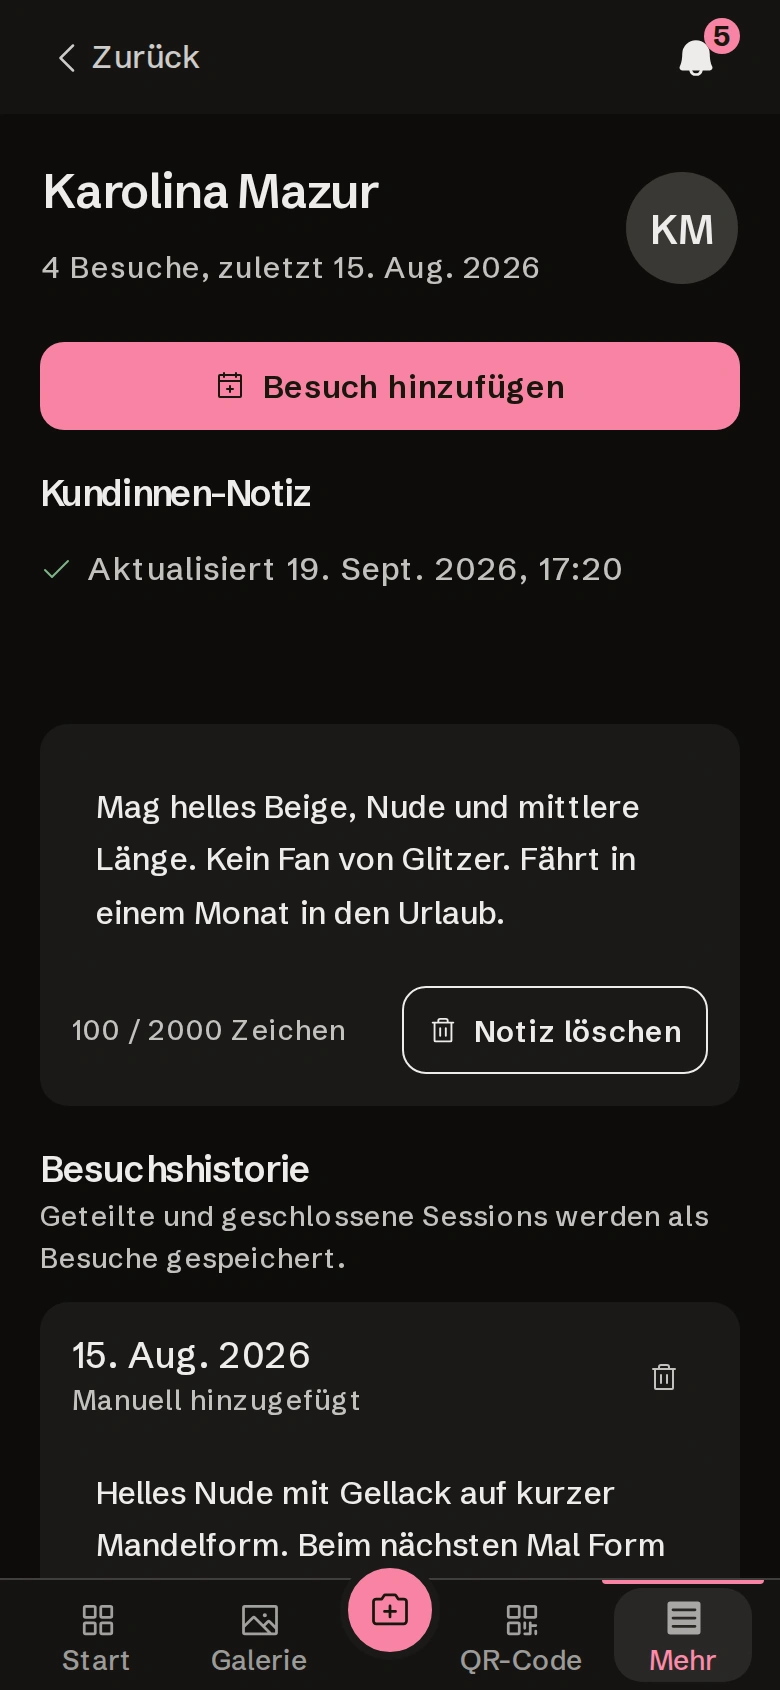 Zurück
5
Karolina Mazur
KM
4 Besuche, zuletzt 15. Aug. 2026
Besuch hinzufügen
Kundinnen-Notiz
Aktualisiert 19. Sept. 2026, 17:20
Mag helles Beige, Nude und mittlere
Länge. Kein Fan von Glitzer. Fährt in
einem Monat in den Urlaub.
100 / 2000 Zeichen
Notiz löschen
Besuchshistorie
Geteilte und geschlossene Sessions werden als
Besuche gespeichert.
15. Aug. 2026
Manuell hinzugefügt
Helles Nude mit Gellack auf kurzer
Mandelform. Beim nächsten Mal Form
Start
Galerie
QR-Code
Mehr